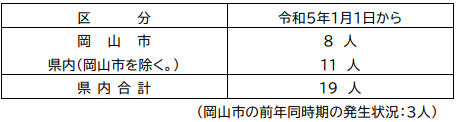 区 分 令和5年1月1日から
岡 山 市 8 人
県内(岡山市を除く。) 11 人
県 内 合 計 19 人
(岡山市の前年同時期の発生状況:3人)